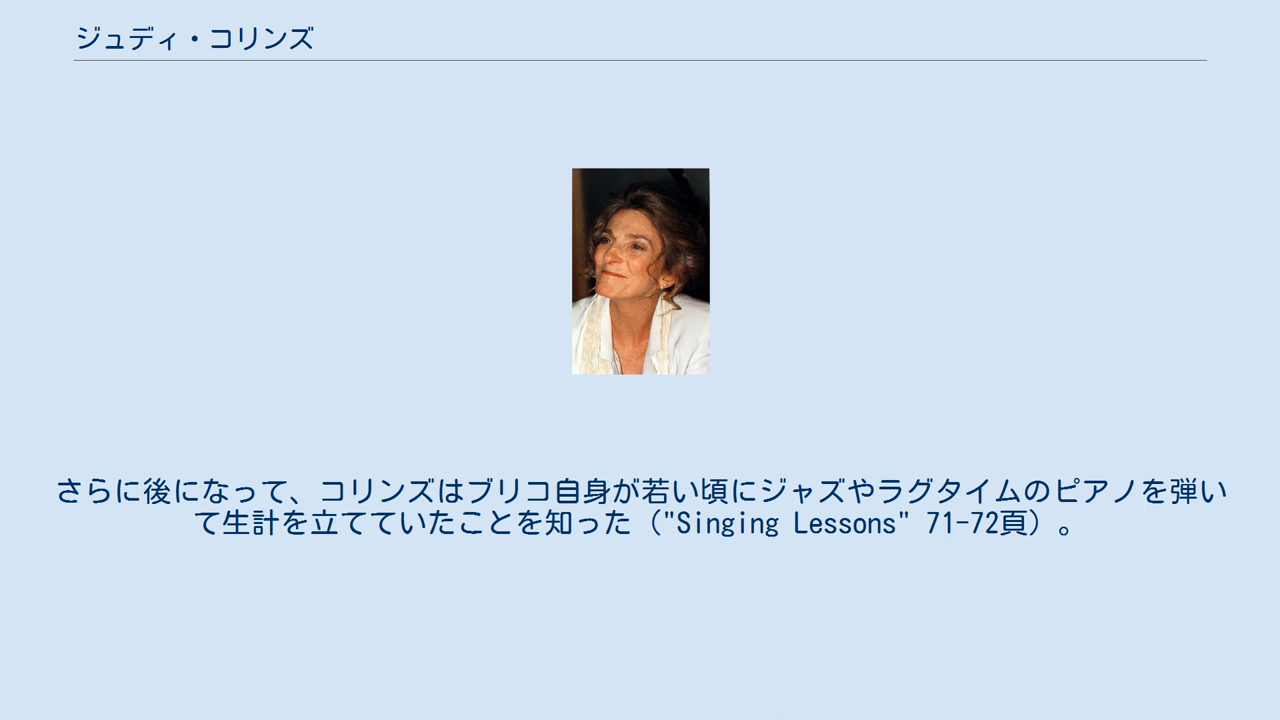 ジュディ・コリンズ
さらに後になって、コリンズはブリコ自身が若い頃にジャズやラグタイムのピアノを弾い
て生計を立てていたことを知った（"Singing Lessons" 71-72頁）。